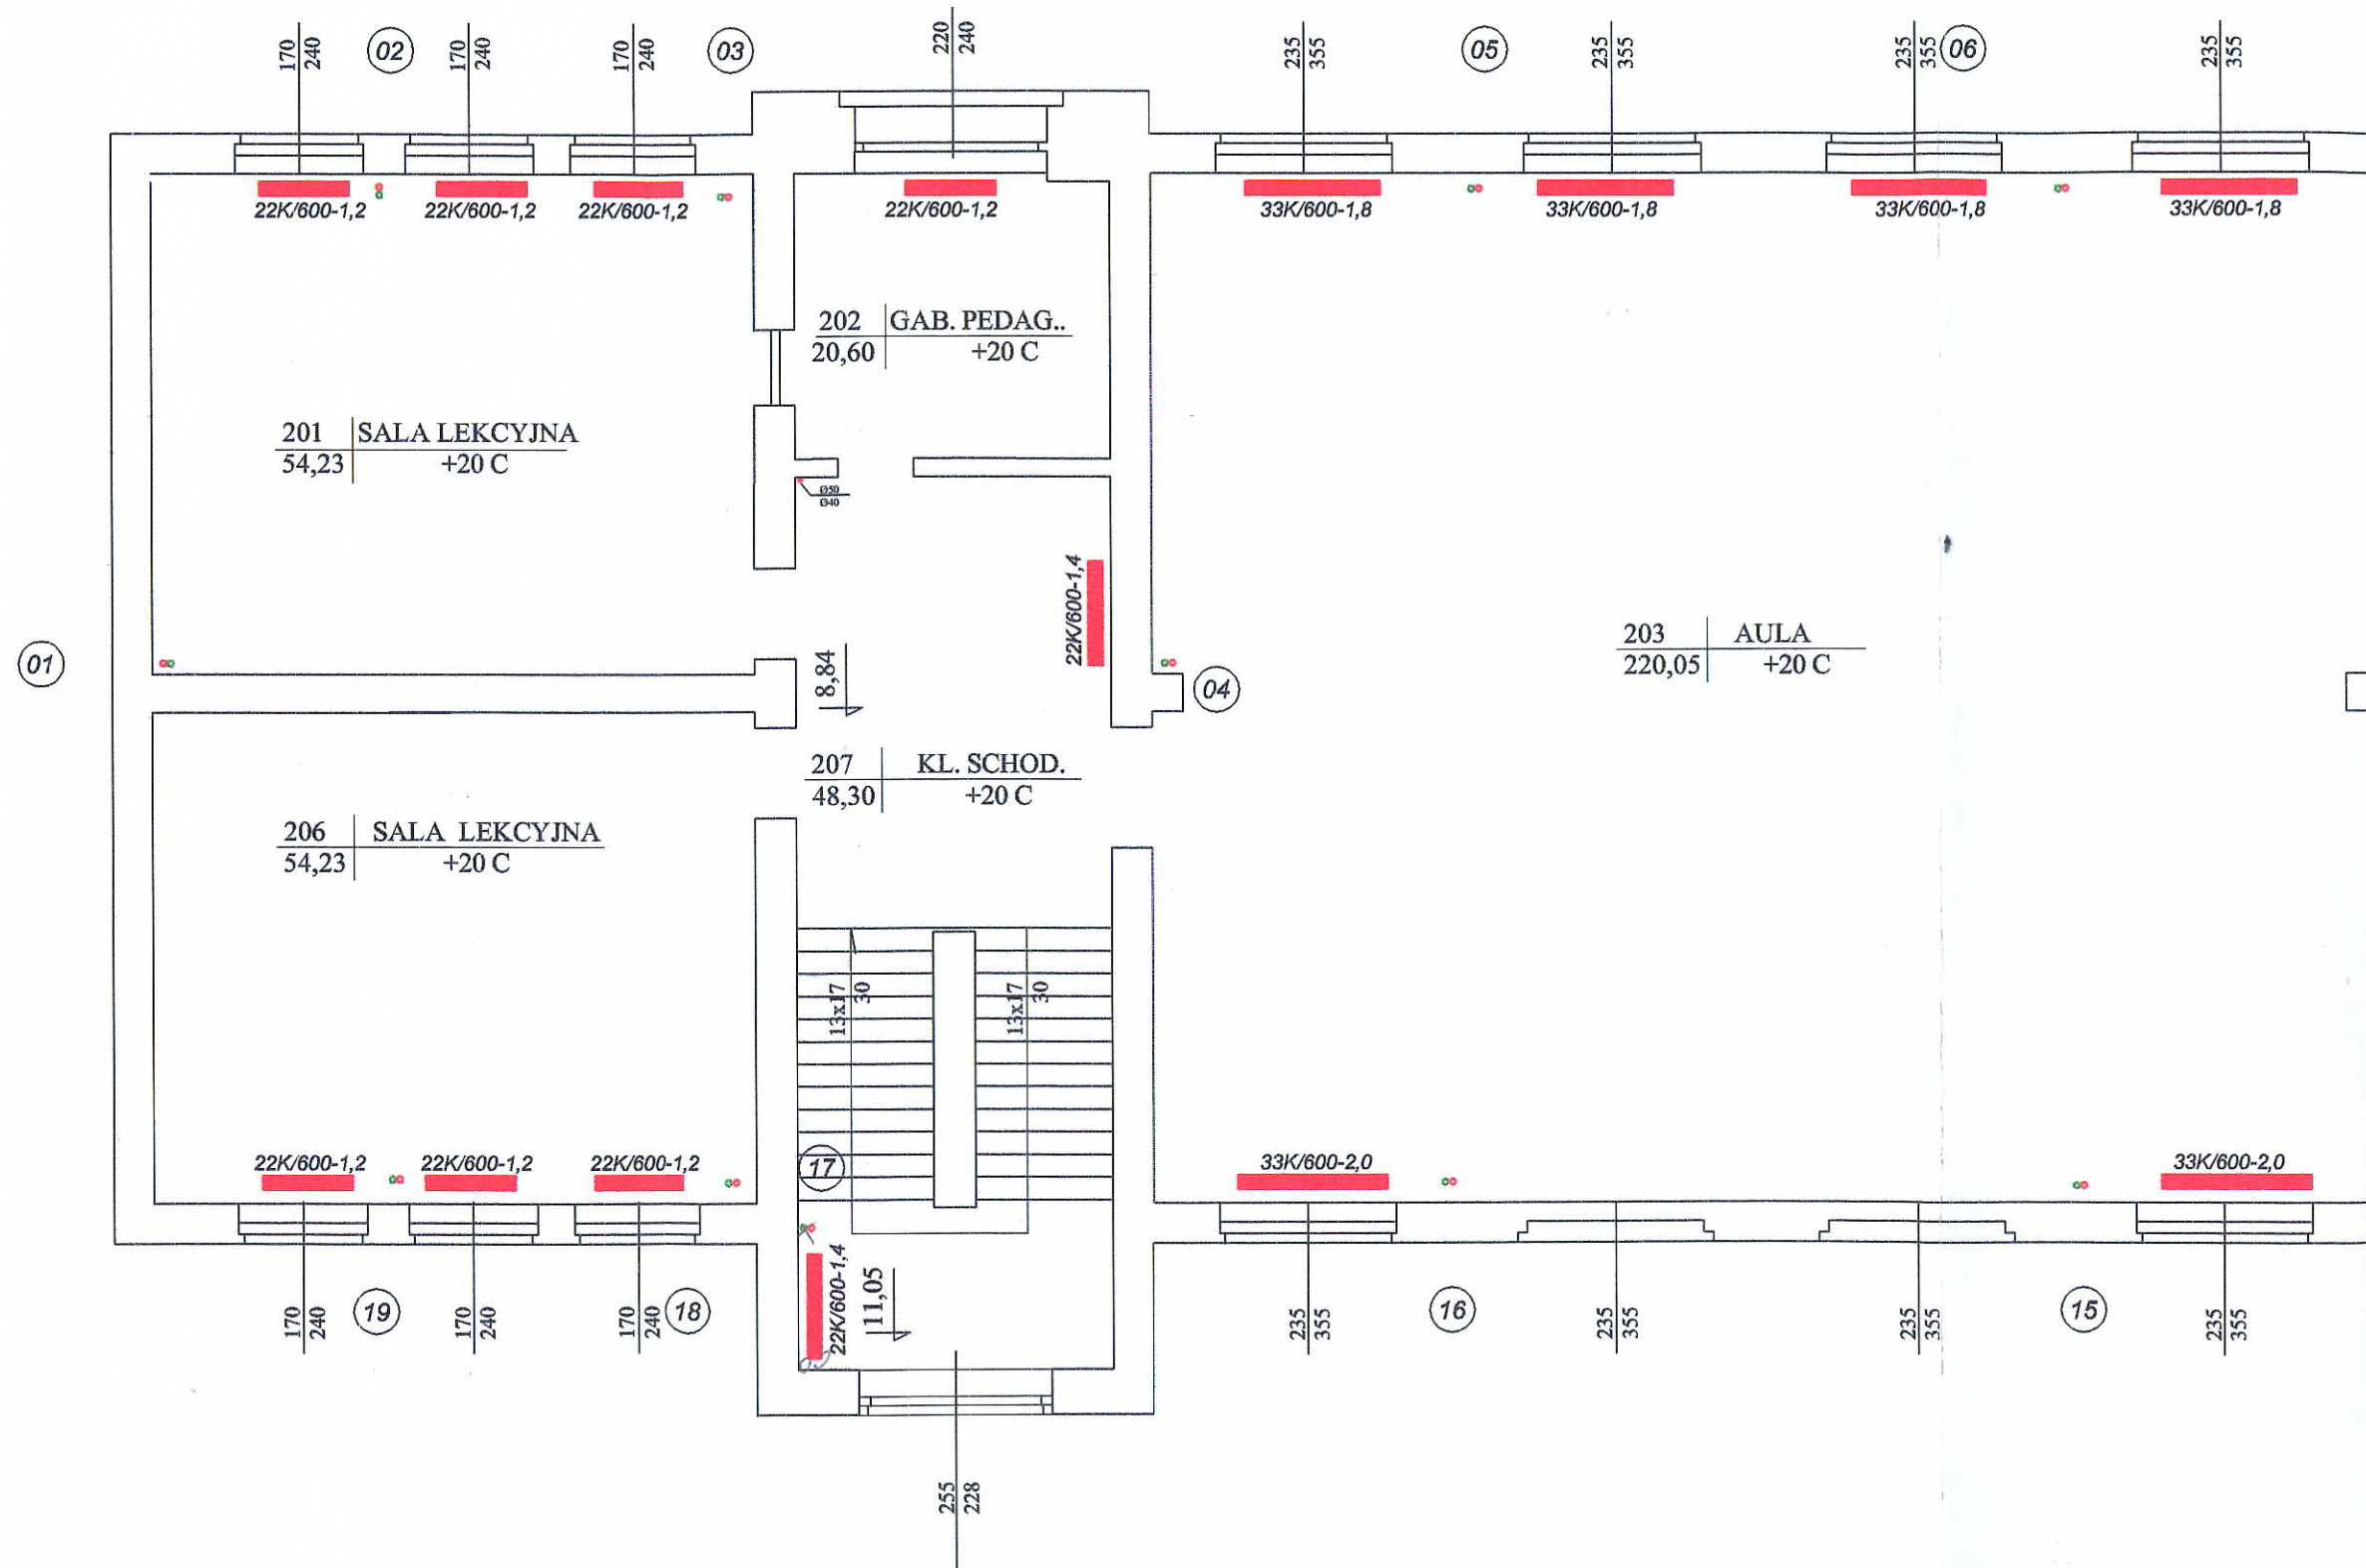 170
240
02
170
240
170
240
03
220
240
235
355
05
235
355
235
355
06
235
355
22K/600-1,2
22K/600-1,2
22K/600-1,2
22K/600-1,2
33K/600-1,8
33K/600-1,8
33K/600-1,8
33K/600-1,8
202 GAB. PEDAG..
20,60 +20 C
201 SALA LEKCYJNA
54,23 +20 C
Ø50
Ø40
22K/600-1,4
01
8,84
04
203 AULA
220,05 +20 C
207 KL. SCHOD.
48,30 +20 C
206 SALA LEKCYJNA
54,23 +20 C
13x17
30
13x17
30
22K/600-1,2
22K/600-1,2
22K/600-1,2
17
33K/600-2,0
33K/600-2,0
22K/600-1,4
11,05
170
240
19
170
240
170
240
18
235
355
16
235
355
235
355
15
235
355
255
228